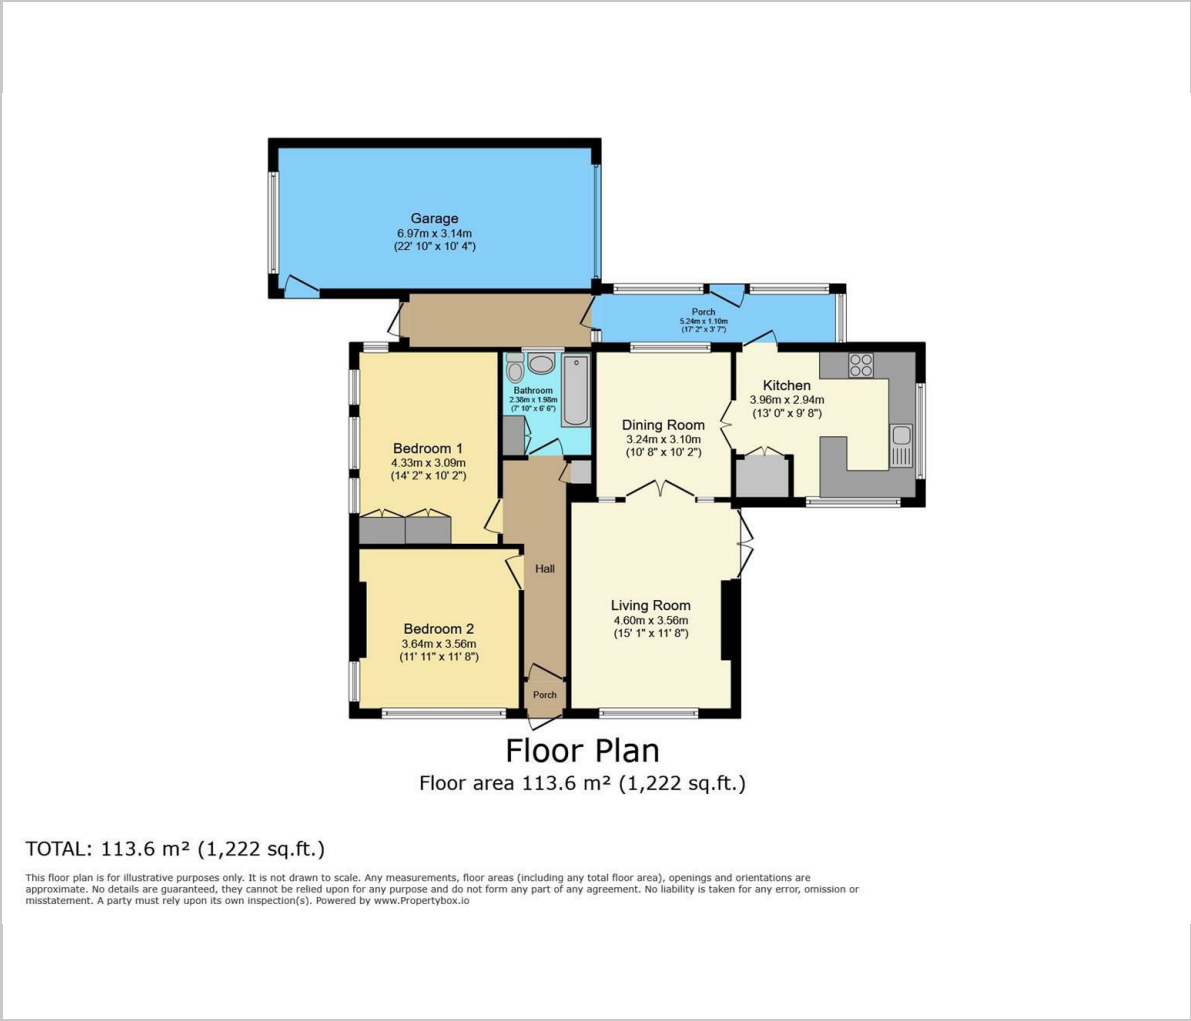 Garage
6.97m x 3.14m
(22' 10" x 10' 4")
Porch
5.24m x 1.10m
(17' 2" x 3' 7")
Bathroom
2.38m x 1.98m
(7' 10" x 6' 6")
Kitchen
3.96m x 2.94m
(13' 0" x 9' 8")
Dining Room
3.24m x 3.10m
(10' 8" x 10' 2")
Bedroom 1
4.33m x 3.09m
(14' 2" x 10' 2")
Hall
Living Room
4.60m x 3.56m
(15' 1" x 11' 8")
Bedroom 2
3.64m x 3.56m
(11' 11" x 11' 8")
Porch
Floor Plan
Floor area 113.6 m² (1,222 sq.ft.)
TOTAL: 113.6 m² (1,222 sq.ft.)
This floor plan is for illustrative purposes only. It is not drawn to scale. Any measurements, floor areas (including any total floor area), openings and orientations are
approximate. No details are guaranteed, they cannot be relied upon for any purpose and do not form any part of any agreement. No liability is taken for any error, omission or
misstatement. A party must rely upon its own inspection(s). Powered by www.Propertybox.io